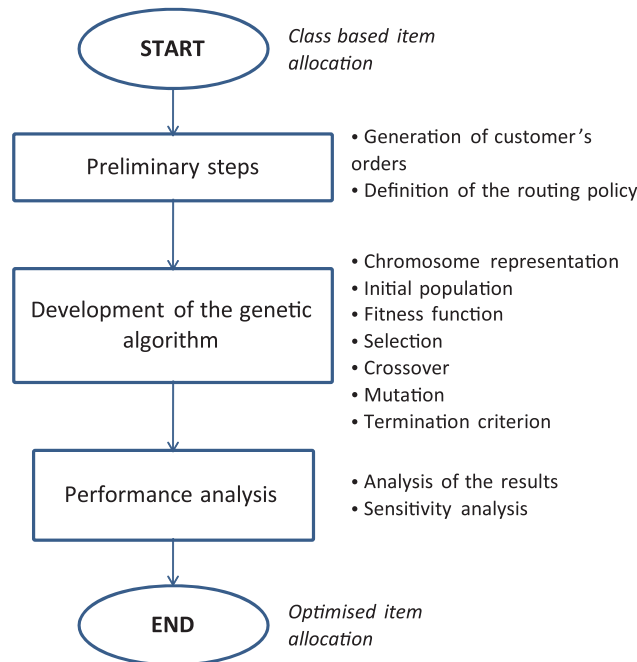 START
Class based item
allocation
Preliminary steps
• Generation of customer's
orders
• Definition of the routing policy
Development of the genetic
algorithm
• Chromosome representation
• Initial population
• Fitness function
• Selection
• Crossover
• Mutation
• Termination criterion
Performance analysis
• Analysis of the results
• Sensitivity analysis
END
Optimised item
allocation